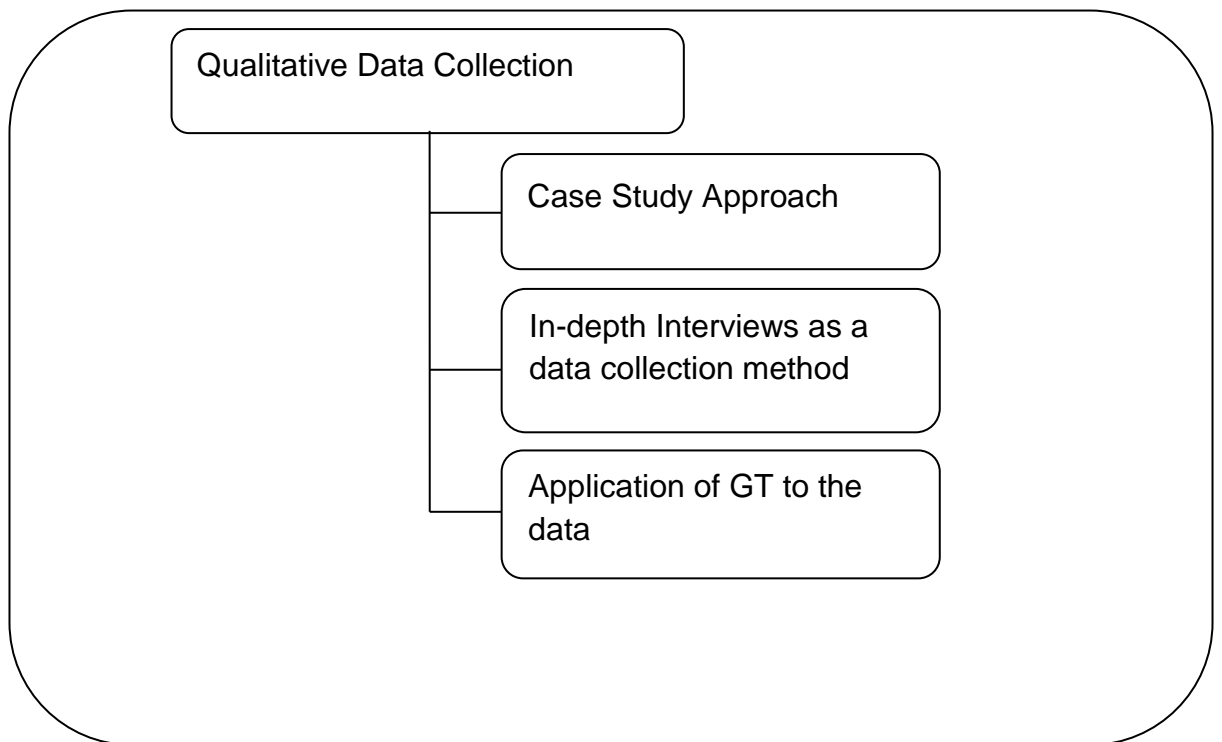 Qualitative Data Collection
Case Study Approach
In-depth Interviews as a
data collection method
Application of GT to the
data